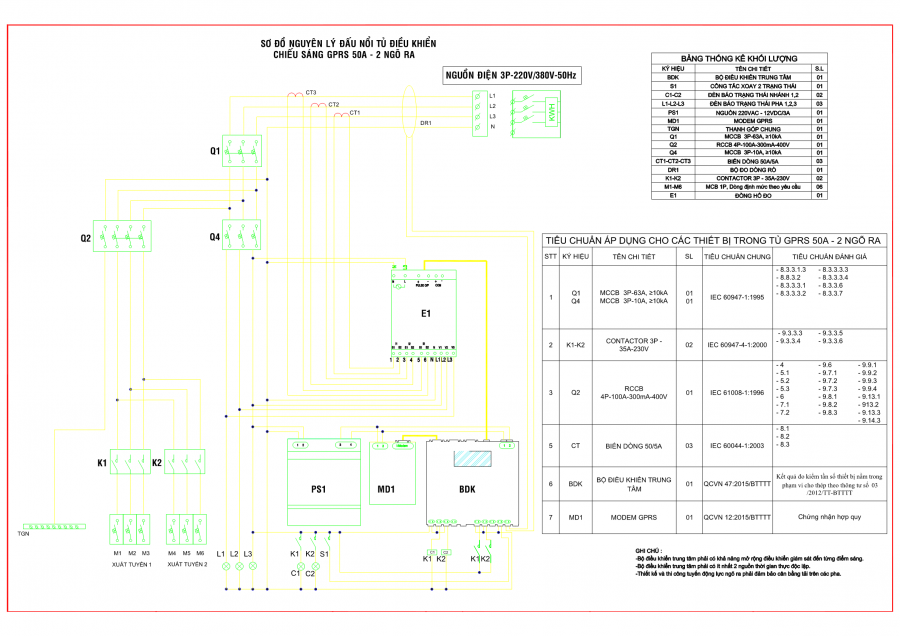 SƠ ĐỒ NGUYÊN LÝ ĐẤU NỐI TỦ ĐIỀU KHIỂN
CHIẾU SÁNG GPRS 50A - 2 NGÕ RA
NGUỒN ĐIỆN 3P-220V/380V-50Hz
CT3
CT2
CT1
DR1
L1
L2
L3
N
KWH
Q1
Q2
Q4
E1
1 2 3 4 5 6 N L1 L2 L3
K1
K2
PS1
MD1
BDK
TGN
M1 M2 M3
XUẤT TUYẾN 1
M4 M5 M6
XUẤT TUYẾN 2
L1 L2 L3
K1 K2 S1
C1 C2
C1 C2
K1 K2
K1 K2
BẢNG THỐNG KÊ KHỐI LƯỢNG
KÝ HIỆU TÊN CHI TIẾT S.L
BDK BỘ ĐIỀU KHIỂN TRUNG TÂM 01
S1 CÔNG TẮC XOAY 2 TRẠNG THÁI 01
C1-C2 ĐÈN BÁO TRẠNG THÁI NHÁNH 1,2 02
L1-L2-L3 ĐÈN BÁO TRẠNG THÁI PHA 1,2,3 03
PS1 NGUỒN 220VAC - 12VDC/3A 01
MD1 MODEM GPRS 01
TGN THANH GÓP CHUNG 01
Q1 MCCB 3P-63A, ≥10kA 01
Q2 RCCB 4P-100A-300mA-400V 01
Q4 MCCB 3P-10A, ≥10kA 01
CT1-CT2-CT3 BIẾN DÒNG 50A/5A 03
DR1 BỘ ĐO DÒNG RÒ 01
K1-K2 CONTACTOR 3P - 35A-230V 02
M1-M6 MCB 1P, Dòng định mức theo yêu cầu 06
E1 ĐỒNG HỒ ĐO 01
TIÊU CHUẨN ÁP DỤNG CHO CÁC THIẾT BỊ TRONG TỦ GPRS 50A - 2 NGÕ RA
STT KÝ HIỆU TÊN CHI TIẾT SL TIÊU CHUẨN CHUNG TIÊU CHUẨN ĐÁNH GIÁ
1 Q1 MCCB 3P-63A, ≥10kA 01 IEC 60947-1:1995
Q4 MCCB 3P-10A, ≥10kA 01
- 8.3.3.1.3 - 8.3.3.3.3
- 8.8.3.2 - 8.3.3.3.4
- 8.3.3.3.1 - 8.3.3.6
- 8.3.3.3.2 - 8.3.3.7
2 K1-K2 CONTACTOR 3P - 02 IEC 60947-4-1:2000
35A-230V
- 9.3.3.3 - 9.3.3.5
- 9.3.3.4 - 9.3.3.6
3 Q2 RCCB 01 IEC 61008-1:1996
4P-100A-300mA-400V
- 4 - 9.6 - 9.9.1
- 5.1 - 9.7.1 - 9.9.2
- 5.2 - 9.7.2 - 9.9.3
- 5.3 - 9.7.3 - 9.9.4
- 6 - 9.8.1 - 9.13.1
- 7.1 - 9.8.2 - 913.2
- 7.2 - 9.8.3 - 9.13.3
- 9.14.3
5 CT BIẾN DÒNG 50/5A 03 IEC 60044-1:2003
- 8.1
- 8.2
- 8.3
6 BDK BỘ ĐIỀU KHIỂN TRUNG 01 QCVN 47:2015/BTTTT
TÂM
Kết quả đo kiểm tần số thiết bị nằm trong
phạm vi cho thép theo thông tư số 03
/2012/TT-BTTTT
7 MD1 MODEM GPRS 01 QCVN 12:2015/BTTTT Chứng nhận hợp quy
GHI CHÚ :
-Bộ điều khiển trung tâm phải có khả năng mở rộng điều khiển giám sát đến từng điểm sáng.
-Bộ điều khiển trung tâm phải có ít nhất 2 nguồn thời gian thực độc lập.
-Thiết kế và thi công tuyến động lực ngõ ra phải đảm bảo cân bằng tải trên các pha.